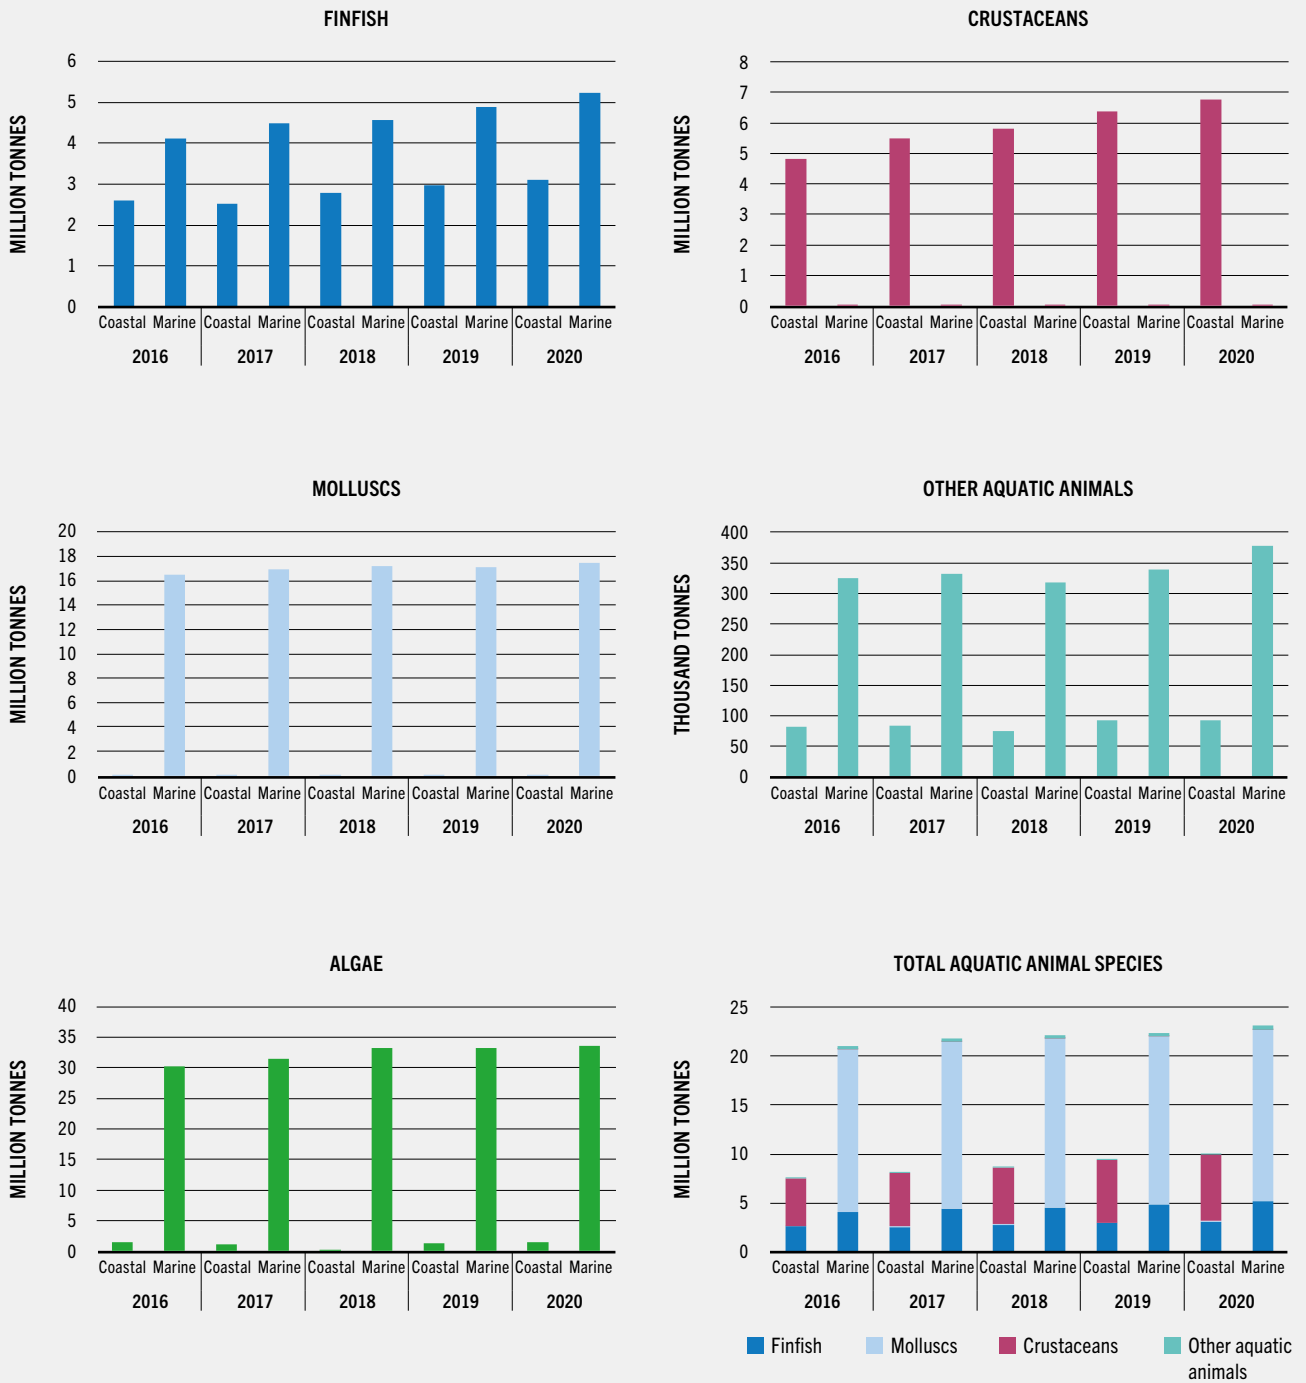 FINFISH
MILLION TONNES
6
5
4
3
2
1
0
Coastal Marine Coastal Marine Coastal Marine Coastal Marine Coastal Marine
2016 2017 2018 2019 2020
CRUSTACEANS
MILLION TONNES
8
7
6
5
4
3
2
1
0
Coastal Marine Coastal Marine Coastal Marine Coastal Marine Coastal Marine
2016 2017 2018 2019 2020
MOLLUSCS
MILLION TONNES
20
18
16
14
12
10
8
6
4
2
0
Coastal Marine Coastal Marine Coastal Marine Coastal Marine Coastal Marine
2016 2017 2018 2019 2020
OTHER AQUATIC ANIMALS
THOUSAND TONNES
400
350
300
250
200
150
100
50
0
Coastal Marine Coastal Marine Coastal Marine Coastal Marine Coastal Marine
2016 2017 2018 2019 2020
ALGAE
MILLION TONNES
40
35
30
25
20
15
10
5
0
Coastal Marine Coastal Marine Coastal Marine Coastal Marine Coastal Marine
2016 2017 2018 2019 2020
TOTAL AQUATIC ANIMAL SPECIES
MILLION TONNES
25
20
15
10
5
0
Coastal Marine Coastal Marine Coastal Marine Coastal Marine Coastal Marine
2016 2017 2018 2019 2020
Finfish Molluscs Crustaceans Other aquatic
animals